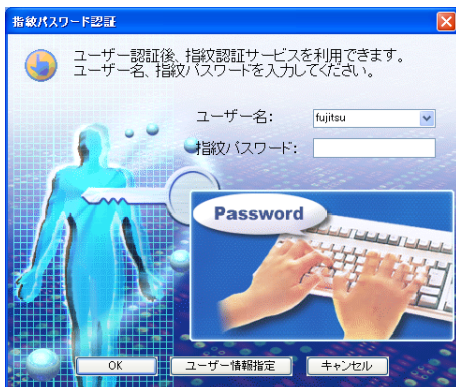 指紋パスワード認証
ユーザー認証後、指紋認証サービスを利用できます。
ユーザー名、指紋パスワードを入力してください。
ユーザー名:
fujitsu
指紋パスワード:
Password
OK
ユーザー情報指定
キャンセル